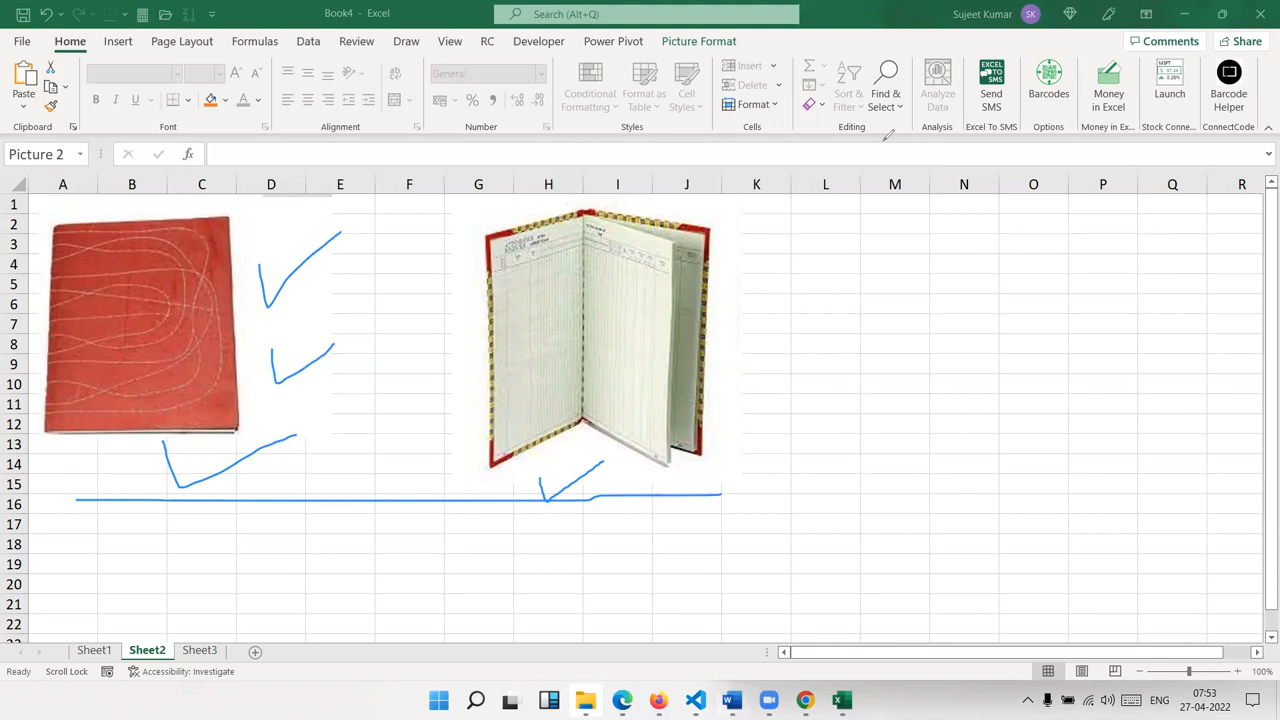 Book4 - Excel
Search (Alt+Q)
Sujeet Kumar
SK
File Home Insert Page Layout Formulas Data Review View Draw RC Developer Power Pivot Picture Format
Comments
Share
Paste
B I U
A A
General
Conditional Formatting
Format as Table
Cell Styles
Insert
Delete
Format
Sort & Filter
Find & Select
Analyze Data
Send SMS
EXCEL TO SMS
Barcodes
Money in Excel
Launch
Barcode Helper
Clipboard Font Alignment Number Styles Cells Editing Analysis Excel To SMS Options Money in Ex... Stock Conne... ConnectCode
Picture 2
fx
A B C D E F G H I J K L M N O P Q R
1
2
3
4
5
6
7
8
9
10
11
12
13
14
15
16
17
18
19
20
21
22
ATTENDANCE REGISTER
Sheet1 Sheet2 Sheet3
Ready Scroll Lock Accessibility: Investigate
100%
ENG
07:53
27-04-2022